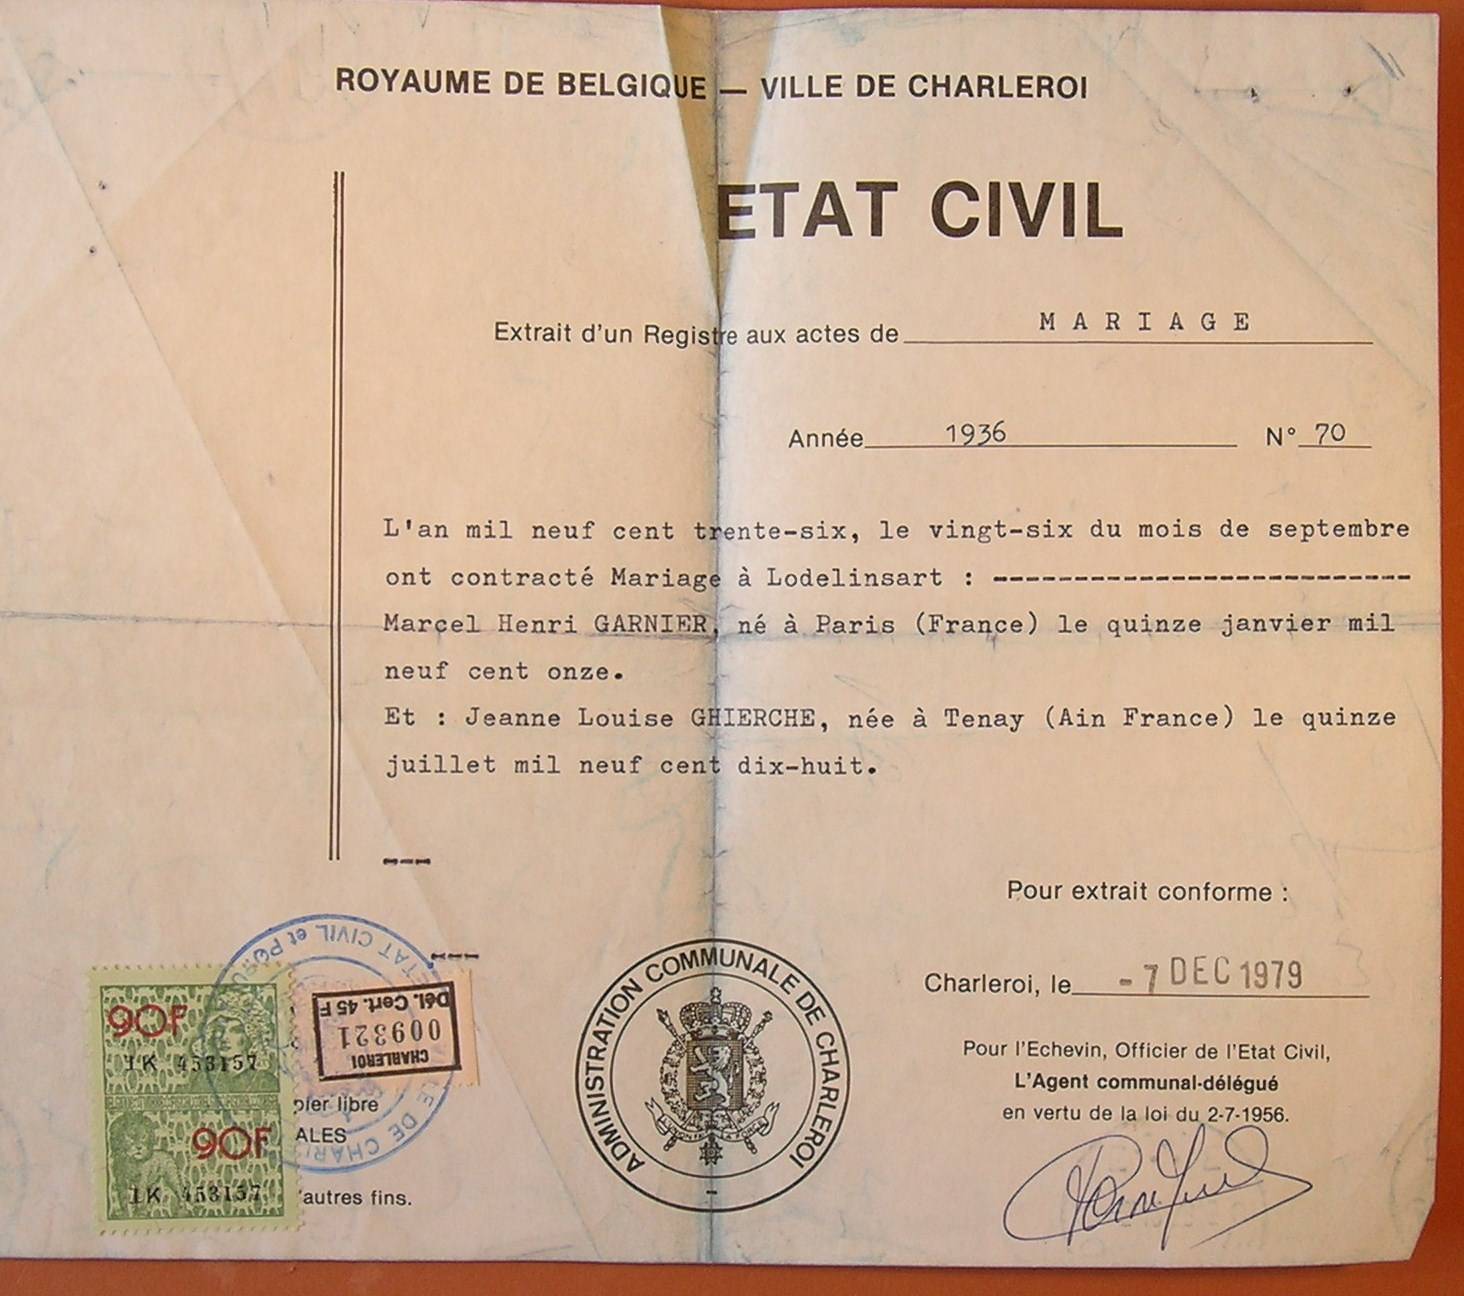 ROYAUME DE BELGIQUE — VILLE DE CHARLEROI
ETAT CIVIL
Extrait d'un Registre aux actes de MARIAGE
Année 1936 N° 70
L'an mil neuf cent trente-six, le vingt-six du mois de septembre
ont contracté Mariage à Lodelinsart : --------------------------
Marcel Henri GARNIER, né à Paris (France) le quinze janvier mil
neuf cent onze.
Et : Jeanne Louise GHIERCHE, née à Tenay (Ain France) le quinze
juillet mil neuf cent dix-huit.
---
Pour extrait conforme :
---
Charleroi, le -7 DEC 1979
Pour l'Echevin, Officier de l'Etat Civil,
L'Agent communal-délégué
en vertu de la loi du 2-7-1956.
ADMINISTRATION COMMUNALE DE CHARLEROI
ETAT CIVIL et
DE
CHARLEROI
009321
Dél. Cert. 45 F
90F
1K 453157
90F
1K 453157
pier libre
ALES
'autres fins.